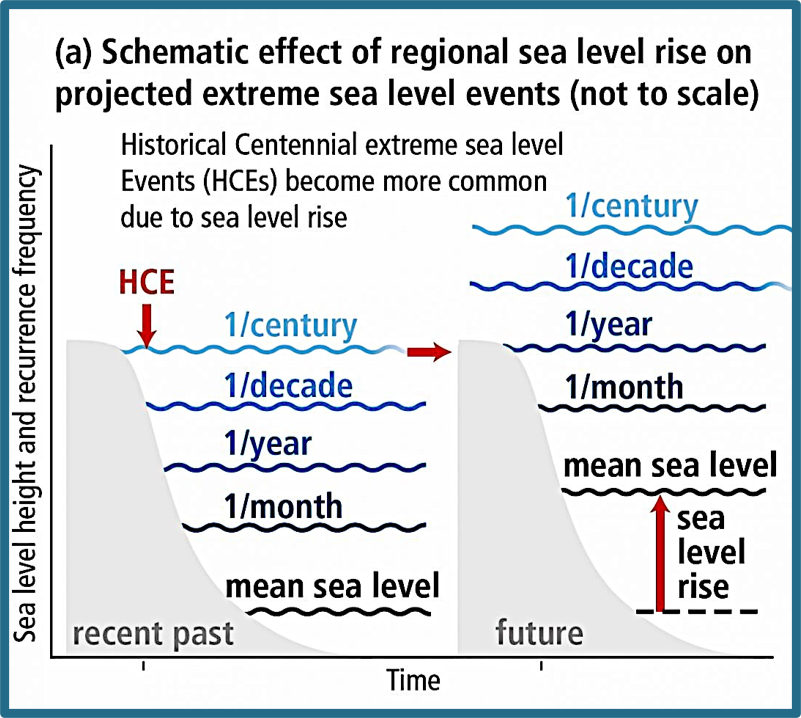 (a) Schematic effect of regional sea level rise on
projected extreme sea level events (not to scale)
Historical Centennial extreme sea level
Events (HCEs) become more common
due to sea level rise
Sea level height and recurrence frequency
HCE
1/century
1/decade
1/year
1/month
mean sea level
recent past
1/century
1/decade
1/year
1/month
mean sea level
sea
level
rise
future
Time